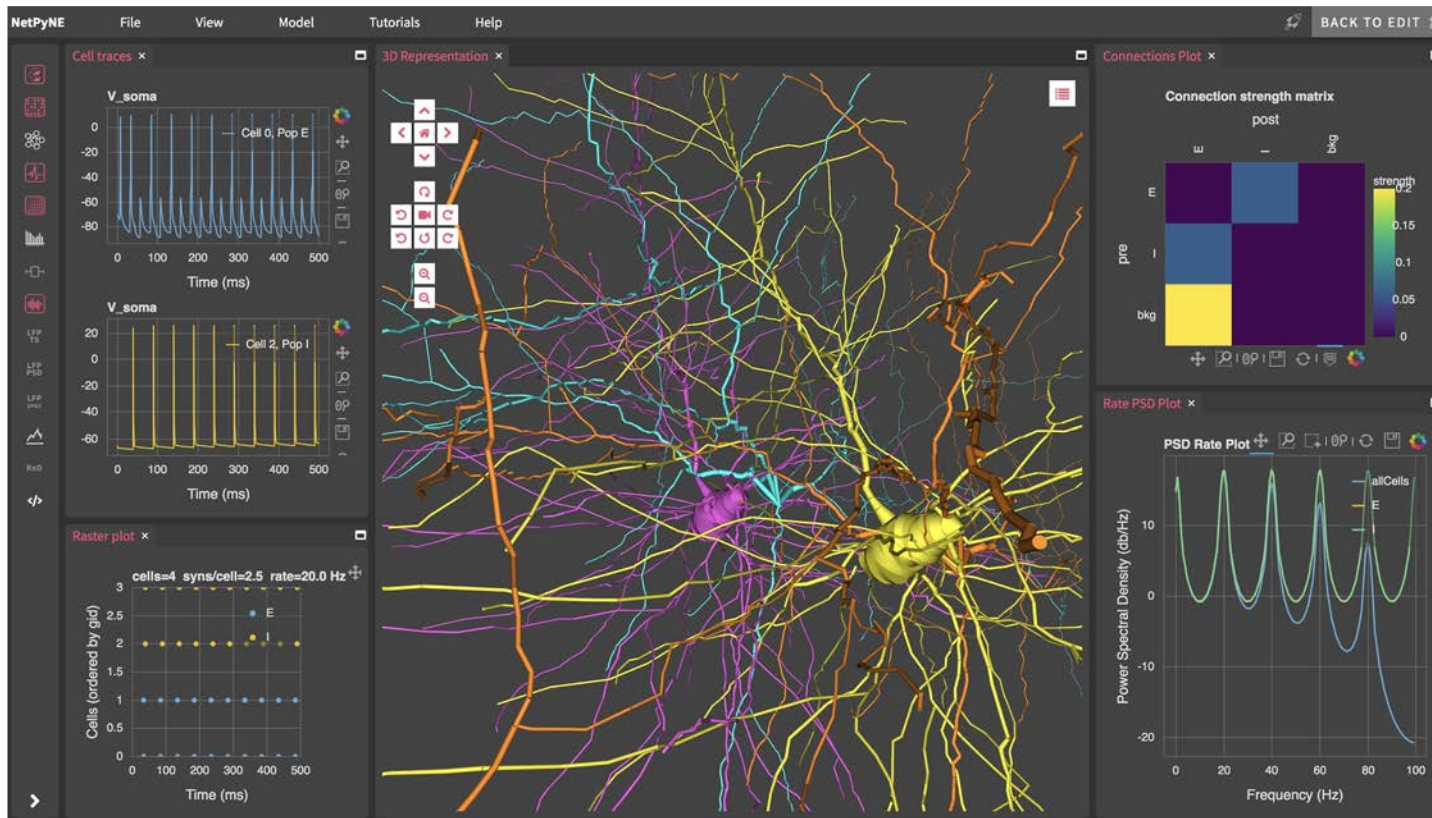 NetPyNE File View Model Tutorials Help BACK TO EDIT
Cell traces ×
V_soma
Cell 0, Pop E
0
-20
-40
-60
-80
0 100 200 300 400 500
Time (ms)
V_soma
Cell 2, Pop I
20
0
-20
-40
-60
0 100 200 300 400 500
Time (ms)
LFP
TS
LFP
PSD
LFP
SPEC
RxD
</>
Raster plot ×
cells=4 syns/cell=2.5 rate=20.0 Hz
Cells (ordered by gid)
3
2.5
2
1.5
1
0.5
0
E
I
0 100 200 300 400 500
Time (ms)
3D Representation ×
Connections Plot ×
Connection strength matrix
post
E I bkg
pre
E
I
bkg
strength
0.2
0.15
0.1
0.05
0
Rate PSD Plot ×
PSD Rate Plot
allCells
E
I
Power Spectral Density (db/Hz)
10
0
-10
-20
0 20 40 60 80 100
Frequency (Hz)